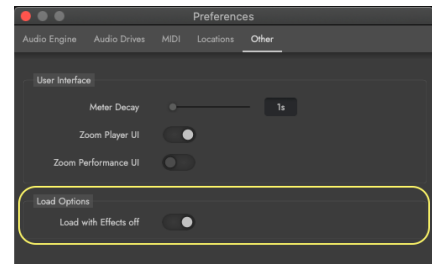 Preferences
Audio Engine Audio Drives MIDI Locations Other
User Interface
Meter Decay 1s
Zoom Player UI
Zoom Performance UI
Load Options
Load with Effects off